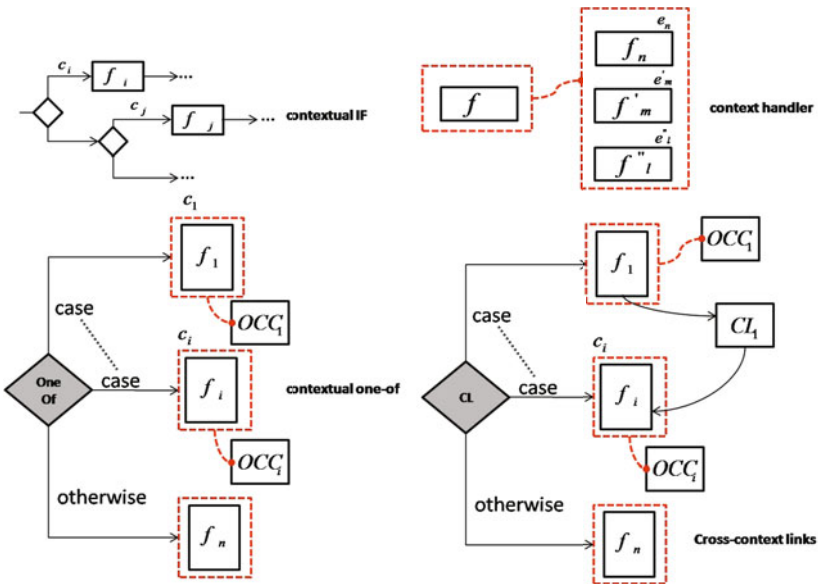 c_i
f_i
...
c_j
f_j
...
...
contextual IF
f
e_n
f_n
e'_m
f'_m
e"_l
f"_l
context handler
c_1
f_1
OCC_1
case
One
Of
case
c_i
f_i
OCC_i
contextual one-of
otherwise
f_n
f_1
OCC_1
CL_1
case
CL
case
c_i
f_i
OCC_i
otherwise
f_n
Cross-context links